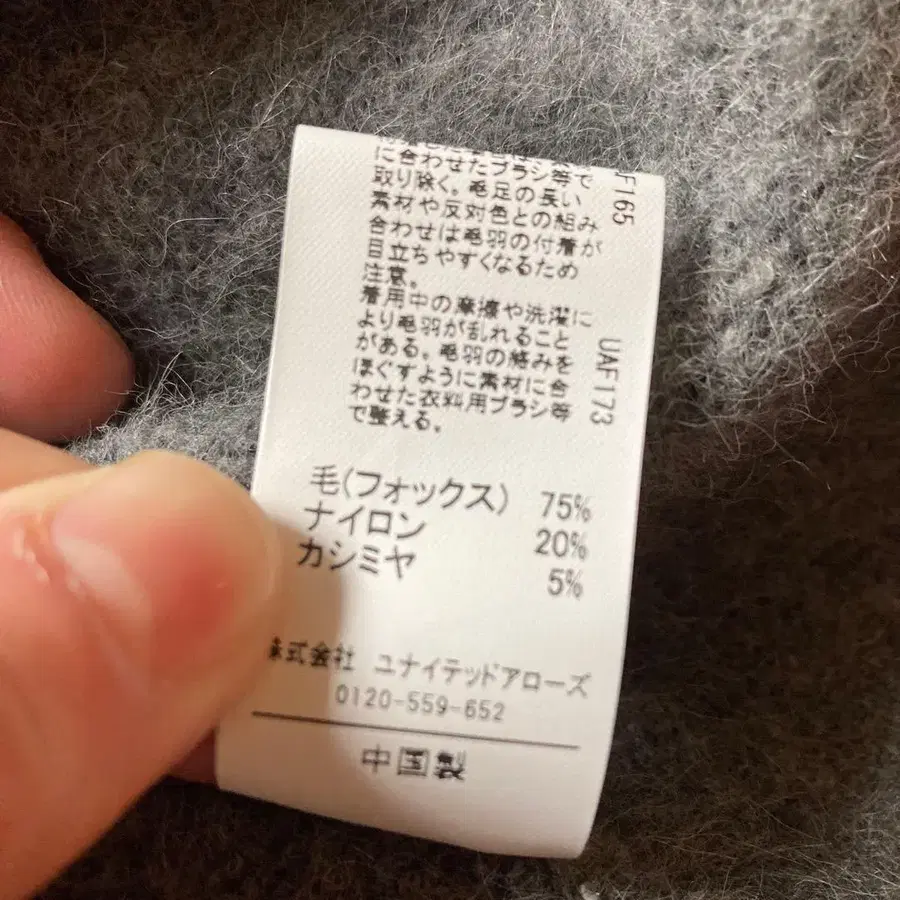 に合わせたブラシ等で
取り除く。毛足の長い
素材や反対色との組み
合わせは毛羽の付着が
目立ちやすくなるため
注意。
着用中の摩擦や洗濯に
より毛羽が乱れること
がある。毛羽の絡みを
ほぐすように素材に合
わせた衣料用ブラシ等
で整える。
F165
UAF173
毛(フォックス) 75%
ナイロン 20%
カシミヤ 5%
株式会社 ユナイテッドアローズ
0120-559-652
中国製